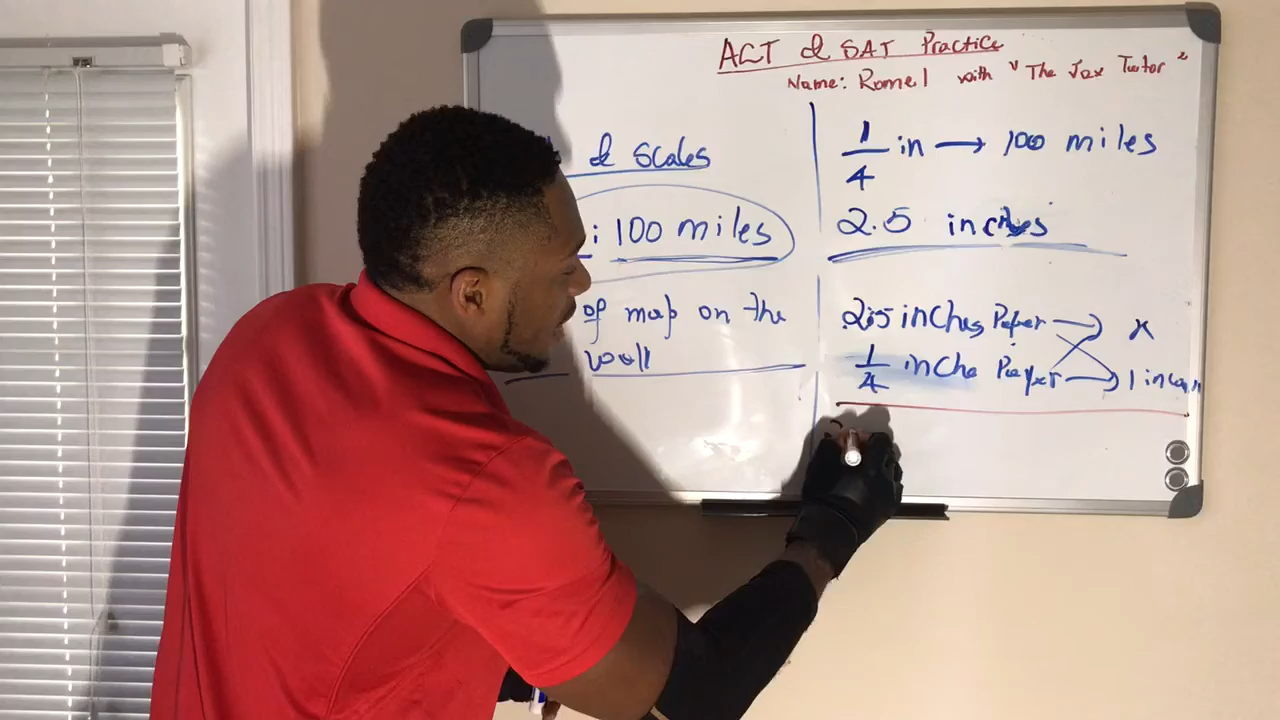 ACT & SAT Practice
Name: Romel with "The Jax Tutor"
& Scales
: 100 miles
of map on the
wall
1/4 in → 100 miles
2.5 inches
2.5 inches Paper → x
1/4 inche Paper → 1 in